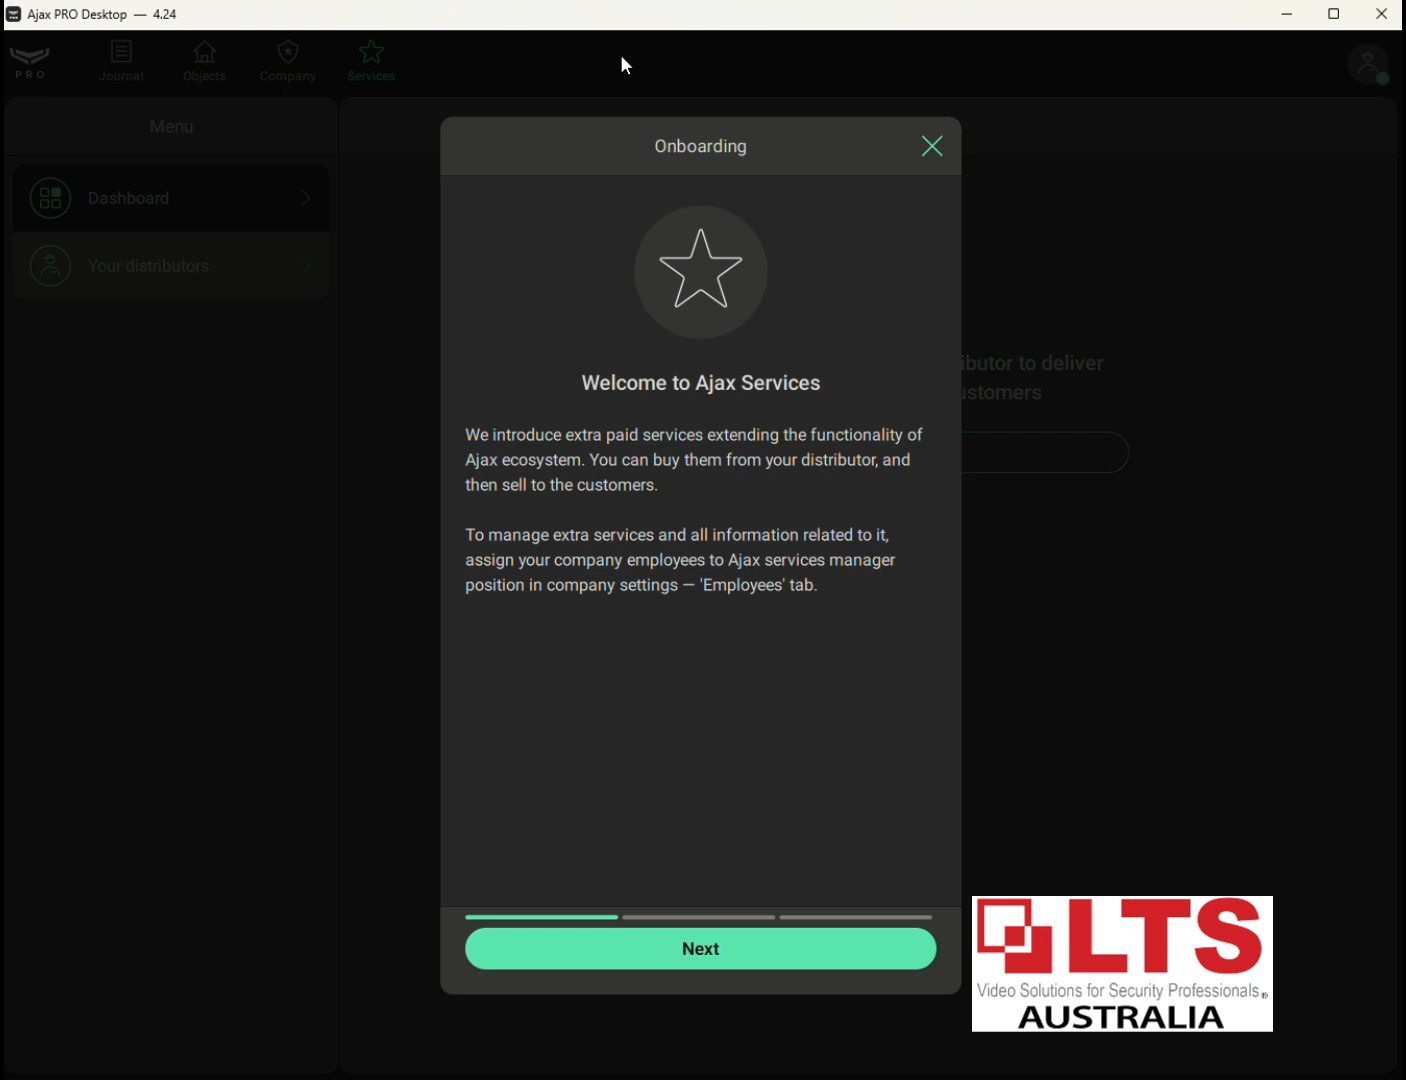 Ajax PRO Desktop — 4.24
PRO
Journal
Objects
Company
Services
Menu
Dashboard
Your distributors
Onboarding
Welcome to Ajax Services
We introduce extra paid services extending the functionality of
Ajax ecosystem. You can buy them from your distributor, and
then sell to the customers.
To manage extra services and all information related to it,
assign your company employees to Ajax services manager
position in company settings — 'Employees' tab.
to deliver
Next
LTS
Video Solutions for Security Professionals®
AUSTRALIA